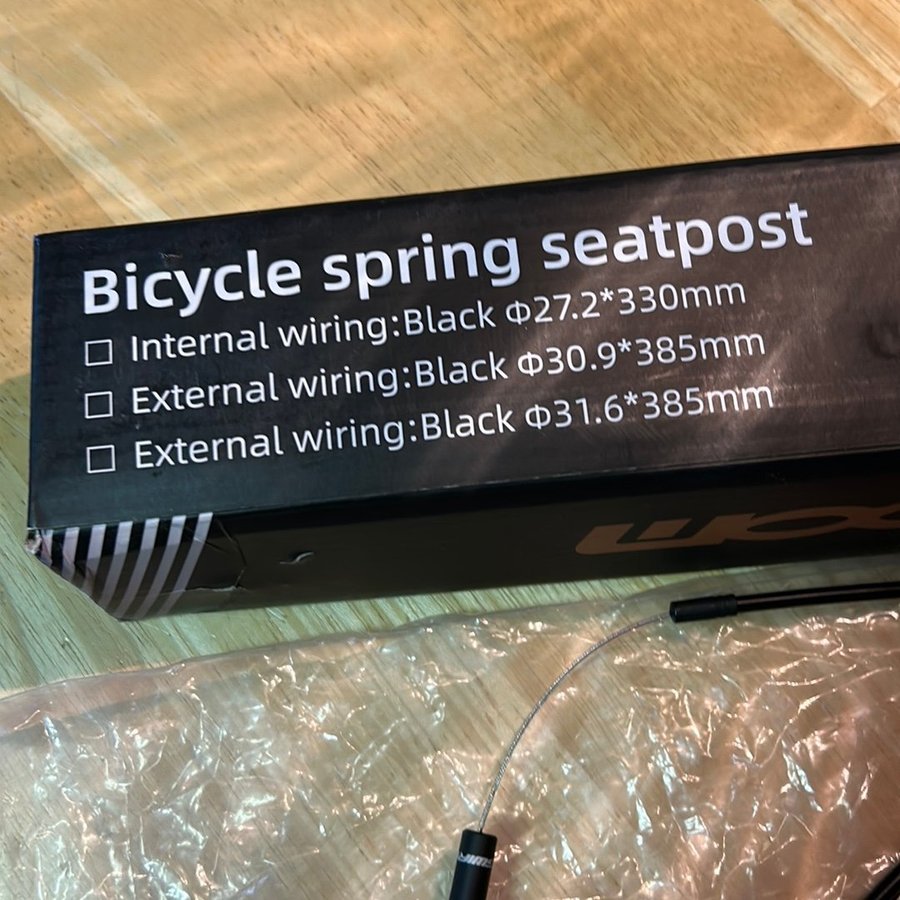 Bicycle spring seatpost
☐ Internal wiring:Black Φ27.2*330mm
☐ External wiring:Black Φ30.9*385mm
☐ External wiring:Black Φ31.6*385mm